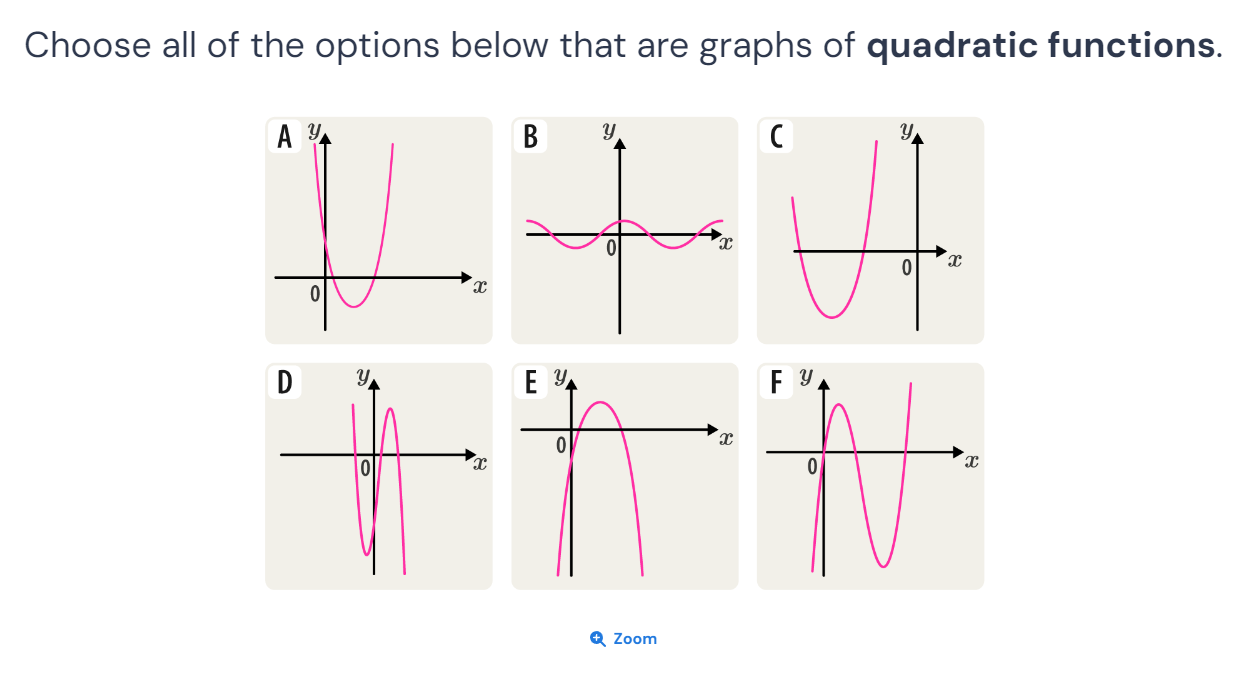 Choose all of the options below that are graphs of quadratic functions.
A y
0 x
B y
0 x
C y
0 x
D y
0 x
E y
0 x
F y
0 x
Zoom